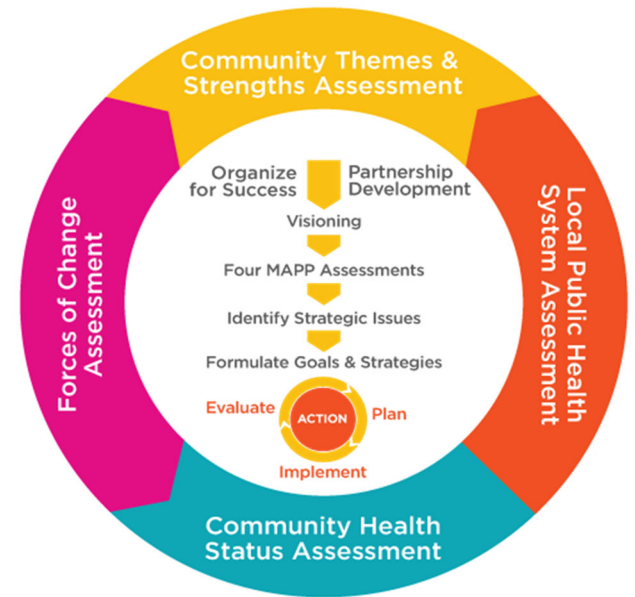 Community Themes &
Strengths Assessment
Local Public Health
System Assessment
Community Health
Status Assessment
Forces of Change
Assessment
Organize
for Success
Partnership
Development
Visioning
Four MAPP Assessments
Identify Strategic Issues
Formulate Goals & Strategies
Evaluate
ACTION
Plan
Implement